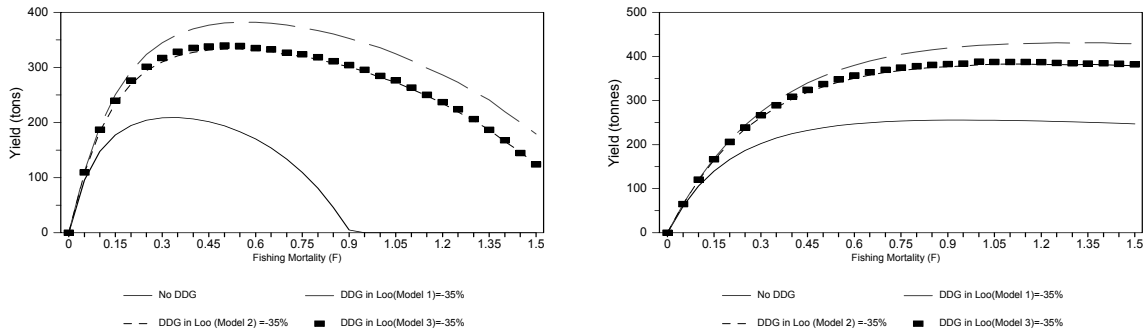 Yield (tons)
400
300
200
100
0
0 0.15 0.3 0.45 0.6 0.75 0.9 1.05 1.2 1.35 1.5
Fishing Mortality (F)
No DDG
DDG in Loo(Model 1)=-35%
DDG in Loo (Model 2) =-35%
DDG in Loo(Model 3)=-35%
Yield (tonnes)
500
400
300
200
100
0
0 0.15 0.3 0.45 0.6 0.75 0.9 1.05 1.2 1.35 1.5
Fishing Mortality (F)
No DDG
DDG in Loo(Model 1)=-35%
DDG in Loo (Model 2) =-35%
DDG in Loo(Model 3)=-35%